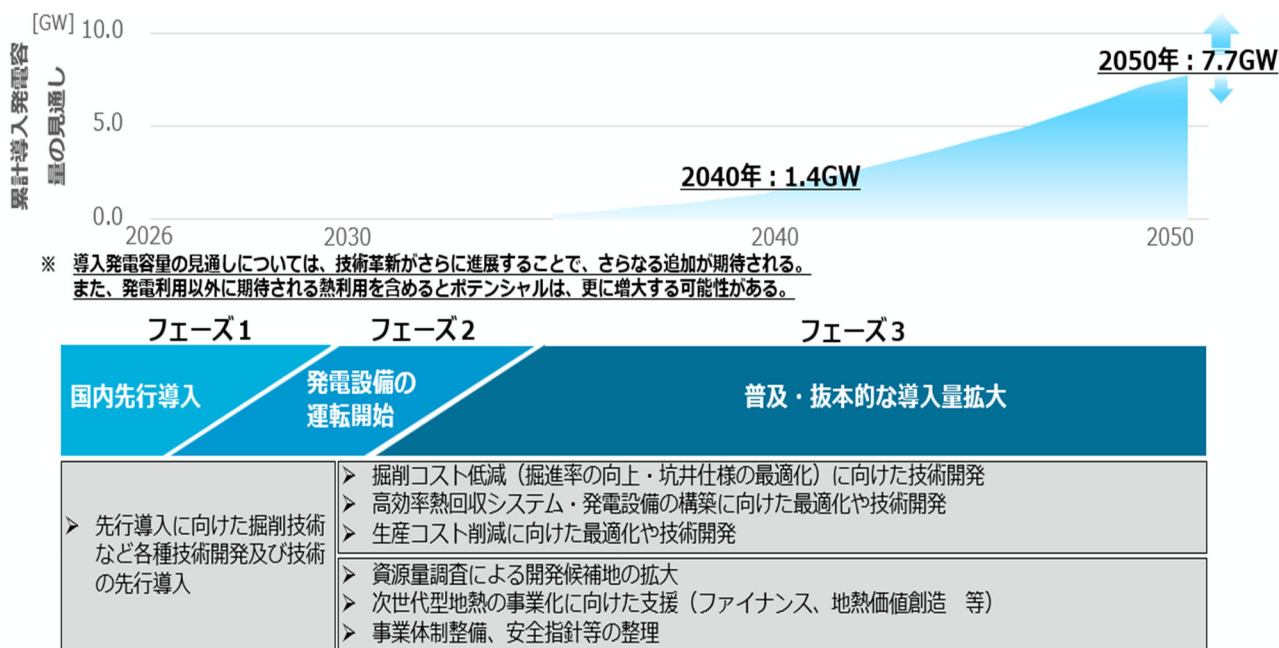 [GW]
10.0
5.0
0.0
累計導入発電容
量の見通し
2050年:7.7GW
2040年:1.4GW
2026
2030
2040
2050
※ 導入発電容量の見通しについては、技術革新がさらに進展することで、さらなる追加が期待される。
また、発電利用以外に期待される熱利用を含めるとポテンシャルは、更に増大する可能性がある。
フェーズ1
フェーズ2
フェーズ3
国内先行導入
発電設備の
運転開始
普及・抜本的な導入量拡大
➢ 先行導入に向けた掘削技術
など各種技術開発及び技術
の先行導入
➢ 掘削コスト低減(掘進率の向上・坑井仕様の最適化)に向けた技術開発
➢ 高効率熱回収システム・発電設備の構築に向けた最適化や技術開発
➢ 生産コスト削減に向けた最適化や技術開発
➢ 資源量調査による開発候補地の拡大
➢ 次世代型地熱の事業化に向けた支援(ファイナンス、地熱価値創造 等)
➢ 事業体制整備、安全指針等の整理